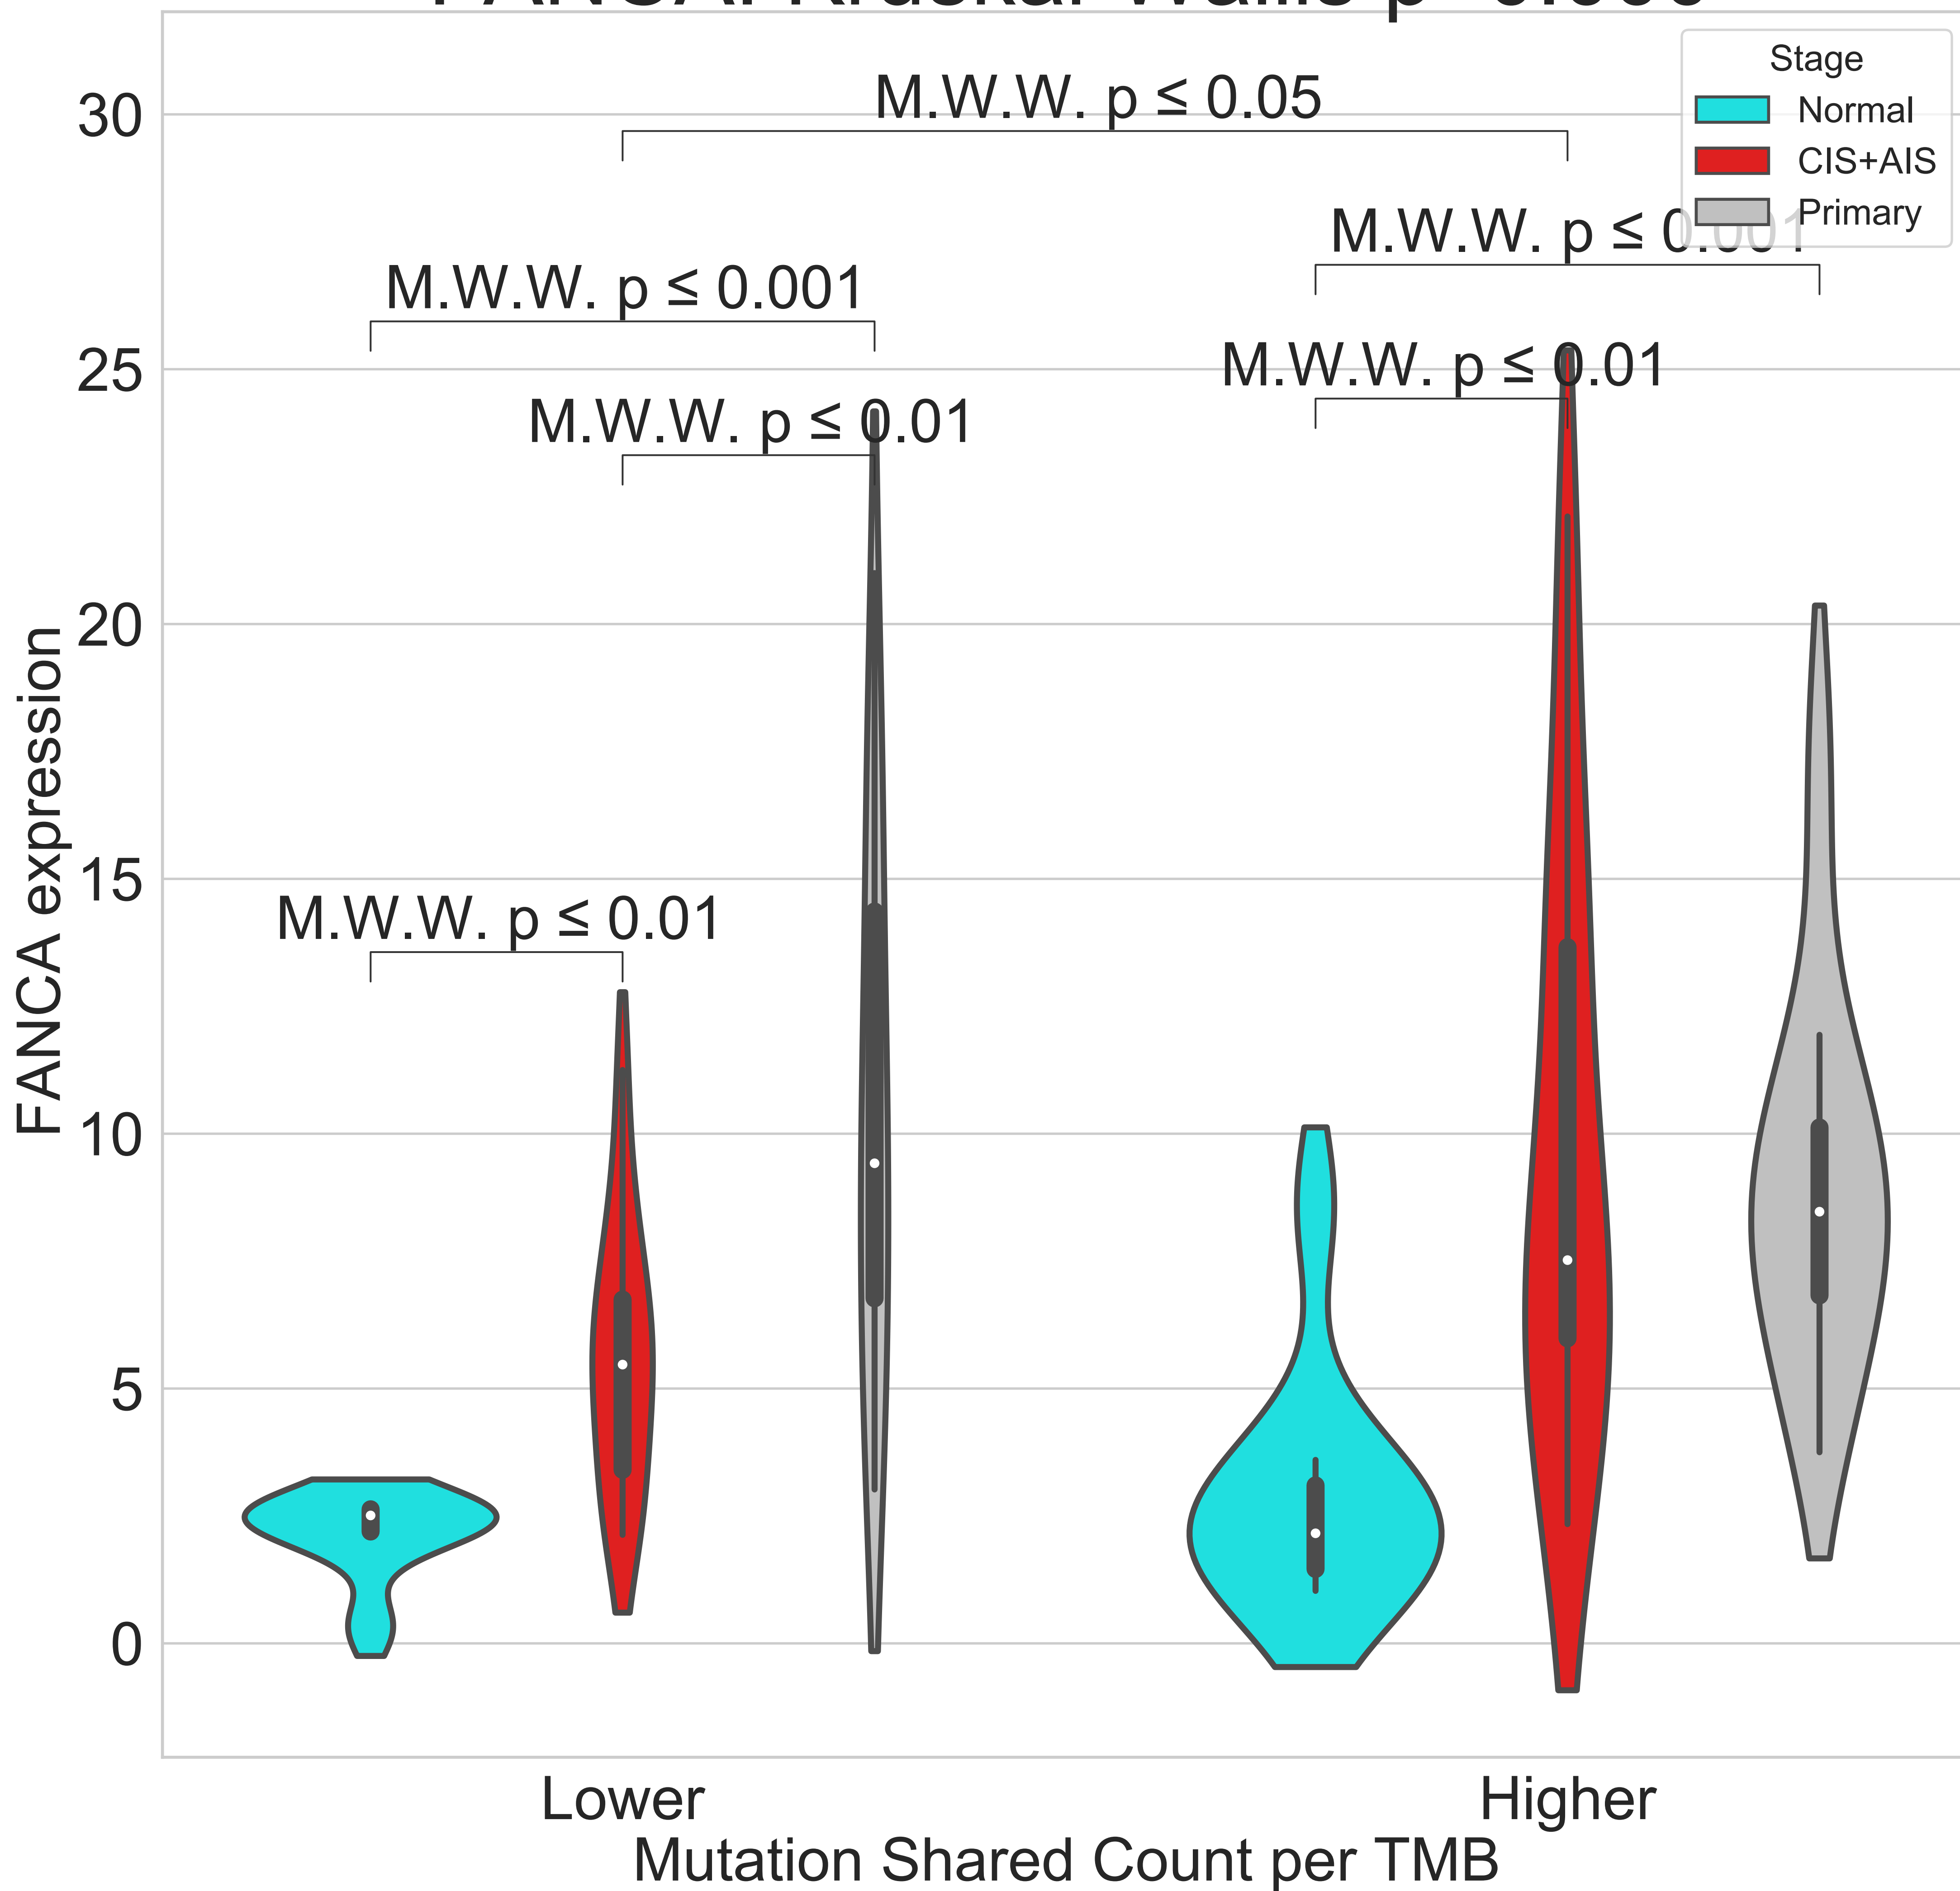 30
25
20
15
10
5
0
FANCA expression
M.W.W. p ≤ 0.05
M.W.W. p ≤ 0.001
M.W.W. p ≤ 0.001
M.W.W. p ≤ 0.01
M.W.W. p ≤ 0.01
M.W.W. p ≤ 0.01
Stage
Normal
CIS+AIS
Primary
Lower
Higher
Mutation Shared Count per TMB